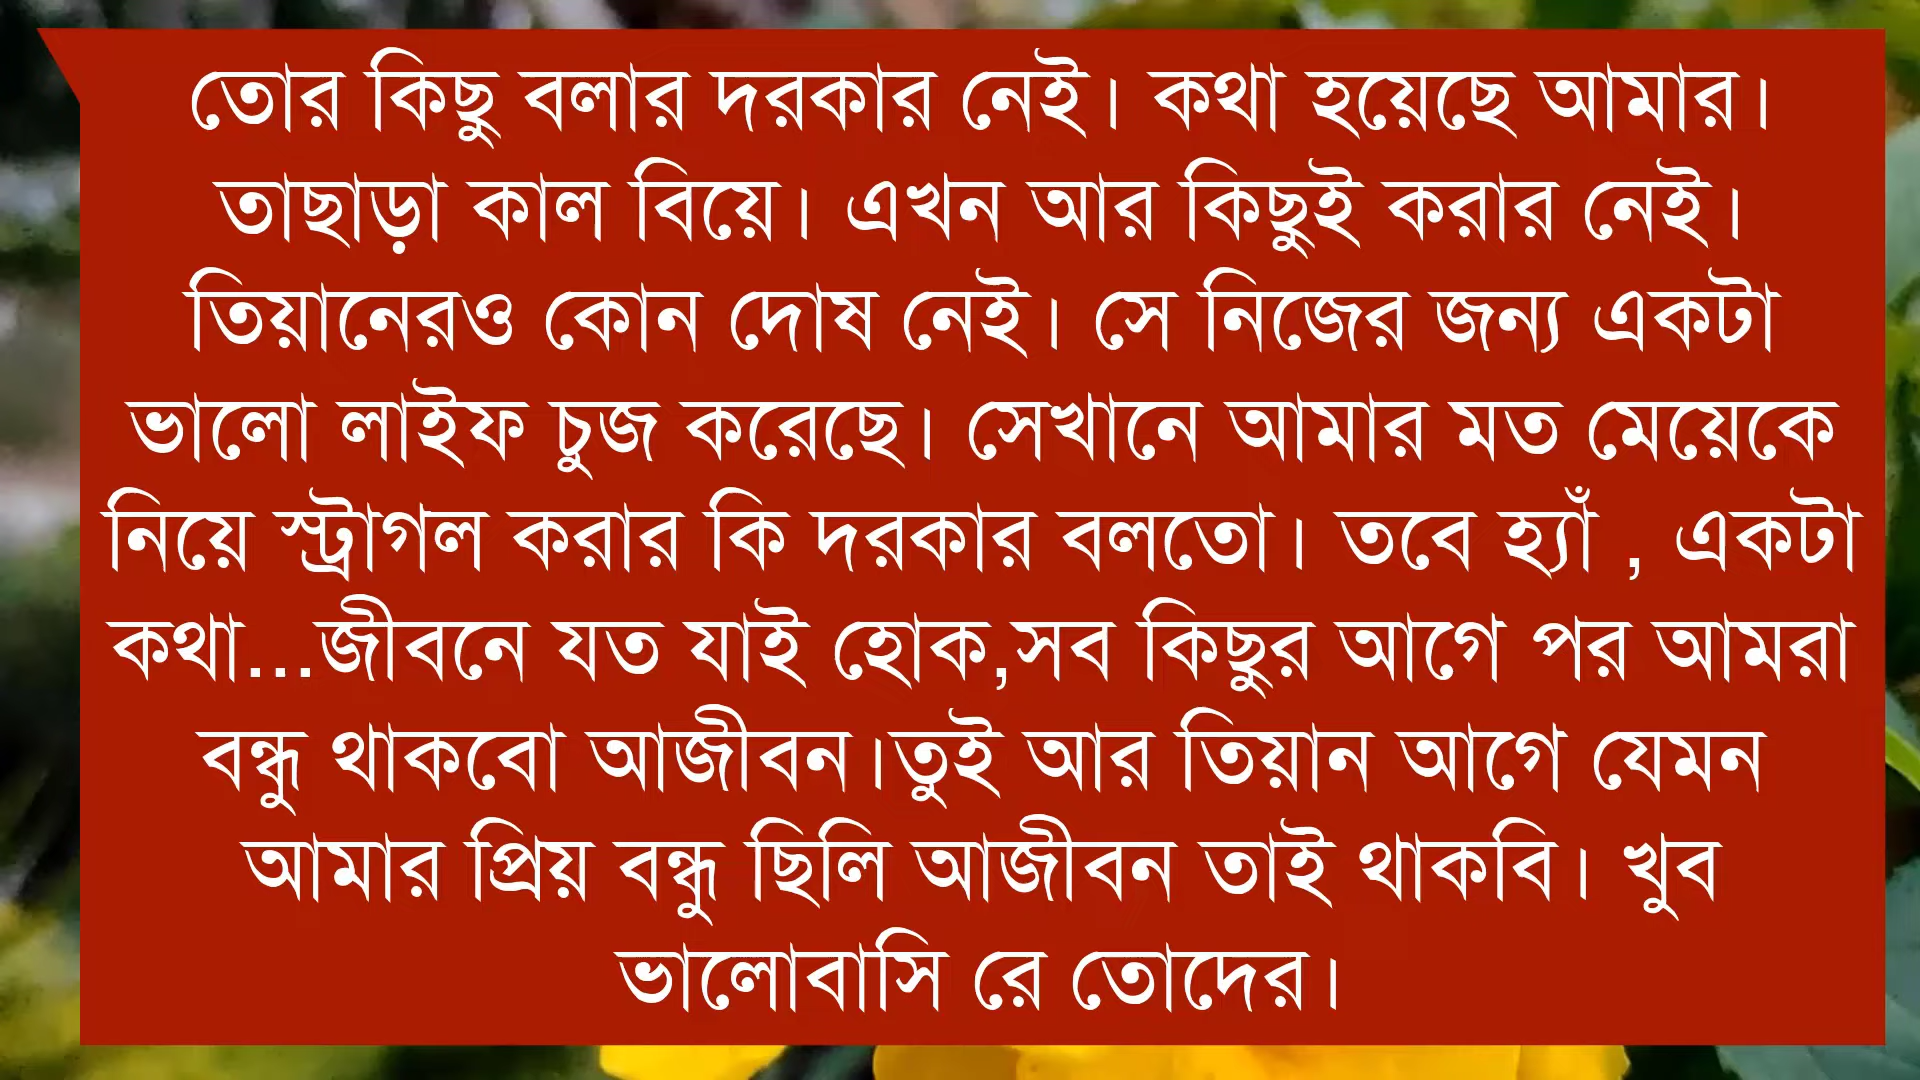 তোর কিছু বলার দরকার নেই। কথা হয়েছে আমার।
তাছাড়া কাল বিয়ে। এখন আর কিছুই করার নেই।
তিয়ানেরও কোন দোষ নেই। সে নিজের জন্য একটা
ভালো লাইফ চুজ করেছে। সেখানে আমার মত মেয়েকে
নিয়ে স্ট্রাগল করার কি দরকার বলতো। তবে হ্যাঁ , একটা
কথা...জীবনে যত যাই হোক,সব কিছুর আগে পর আমরা
বন্ধু থাকবো আজীবন।তুই আর তিয়ান আগে যেমন
আমার প্রিয় বন্ধু ছিলি আজীবন তাই থাকবি। খুব
ভালোবাসি রে তোদের।